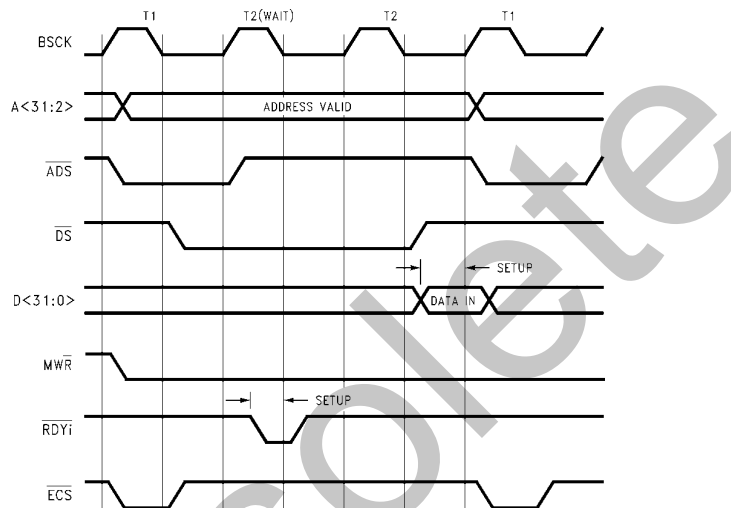 T1 T2(WAIT) T2 T1
BSCK
A<31:2> ADDRESS VALID
ADS
DS
SETUP
D<31:0> DATA IN
MWR
SETUP
RDYi
ECS
solete